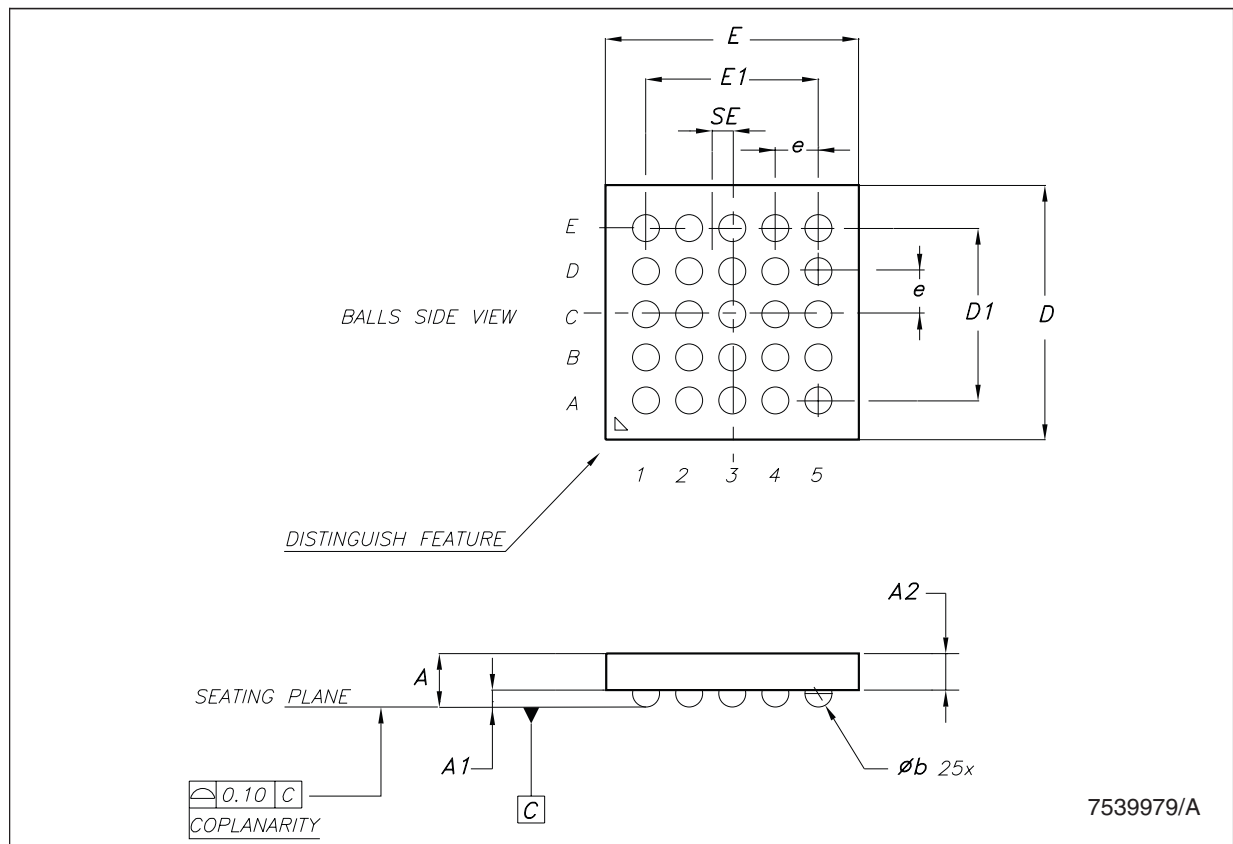 E
E1
SE
e
E
D
BALLS SIDE VIEW C
B
A
e
D1
D
1 2 3 4 5
DISTINGUISH FEATURE
A2
A
SEATING PLANE
A1
Øb 25x
⌓ 0.10 C
COPLANARITY
C
7539979/A